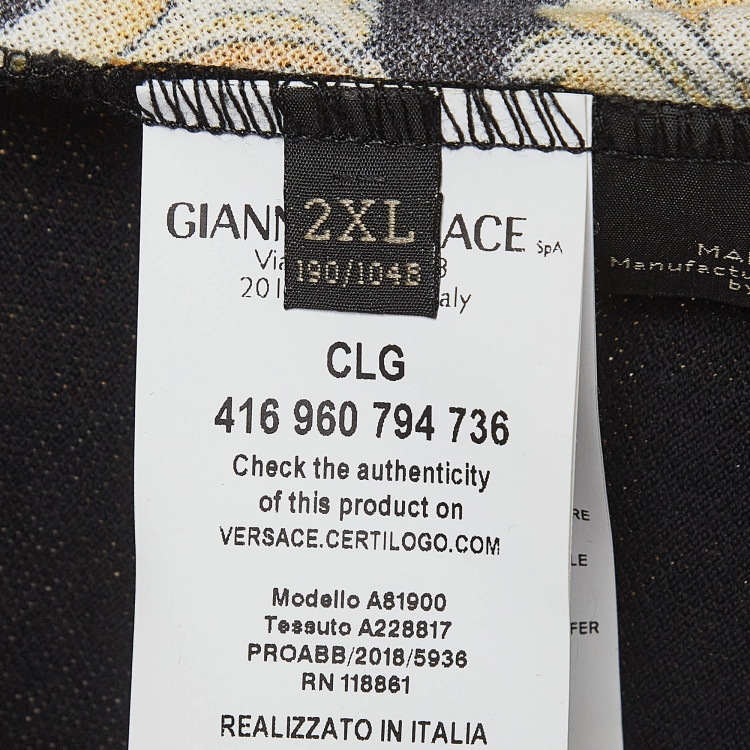 GIANN ACE SpA
2XL
190/104B
Via 3
201 aly
CLG
416 960 794 736
Check the authenticity
of this product on
VERSACE.CERTILOGO.COM
Modello A81900
Tessuto A228817
PROABB/2018/5936
RN 118861
REALIZZATO IN ITALIA
MA
Manufactu
by
RE
LE
FER